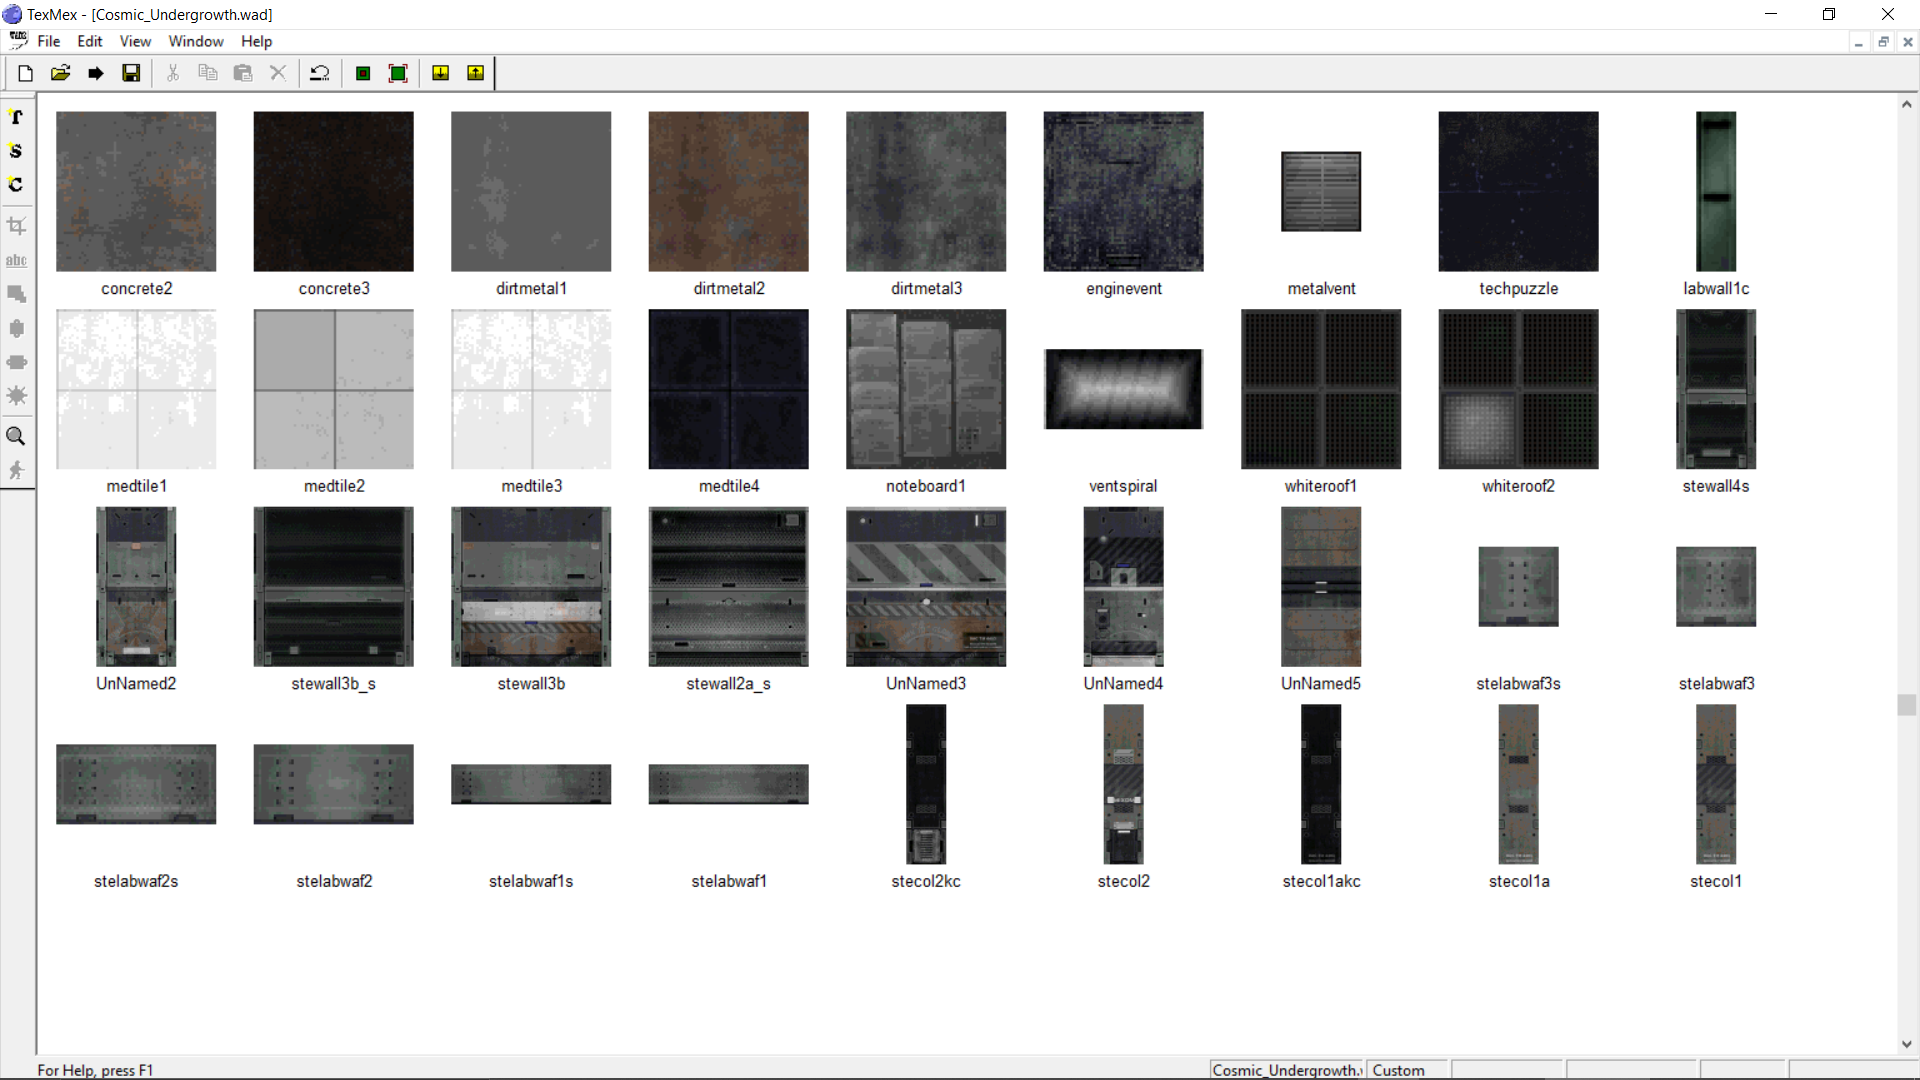 TexMex - [Cosmic_Undergrowth.wad]
File Edit View Window Help
T
S
C
abc
concrete2 concrete3 dirtmetal1 dirtmetal2 dirtmetal3 enginevent metalvent techpuzzle labwall1c
medtile1 medtile2 medtile3 medtile4 noteboard1 ventspiral whiteroof1 whiteroof2 stewall4s
UnNamed2 stewall3b_s stewall3b stewall2a_s UnNamed3 UnNamed4 UnNamed5 stelabwaf3s stelabwaf3
stelabwaf2s stelabwaf2 stelabwaf1s stelabwaf1 stecol2kc stecol2 stecol1akc stecol1a stecol1
For Help, press F1 Cosmic_Undergrowth. Custom